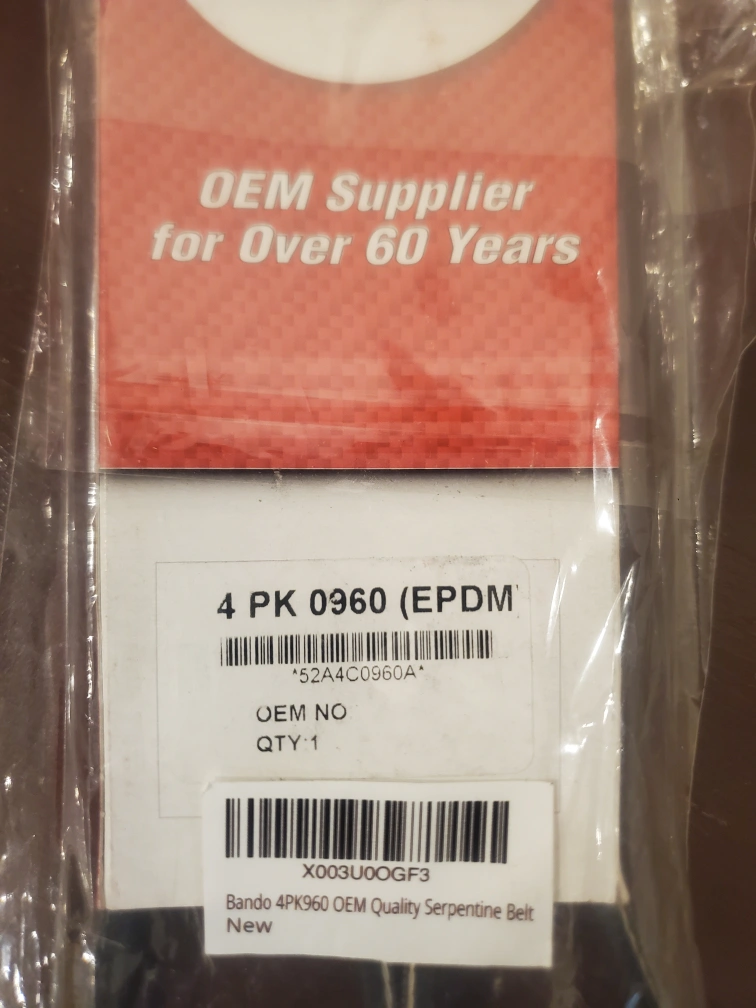 OEM Supplier
for Over 60 Years
4 PK 0960 (EPDM
*52A4C0960A*
OEM NO
QTY:1
X003U0OGF3
Bando 4PK960 OEM Quality Serpentine Belt
New